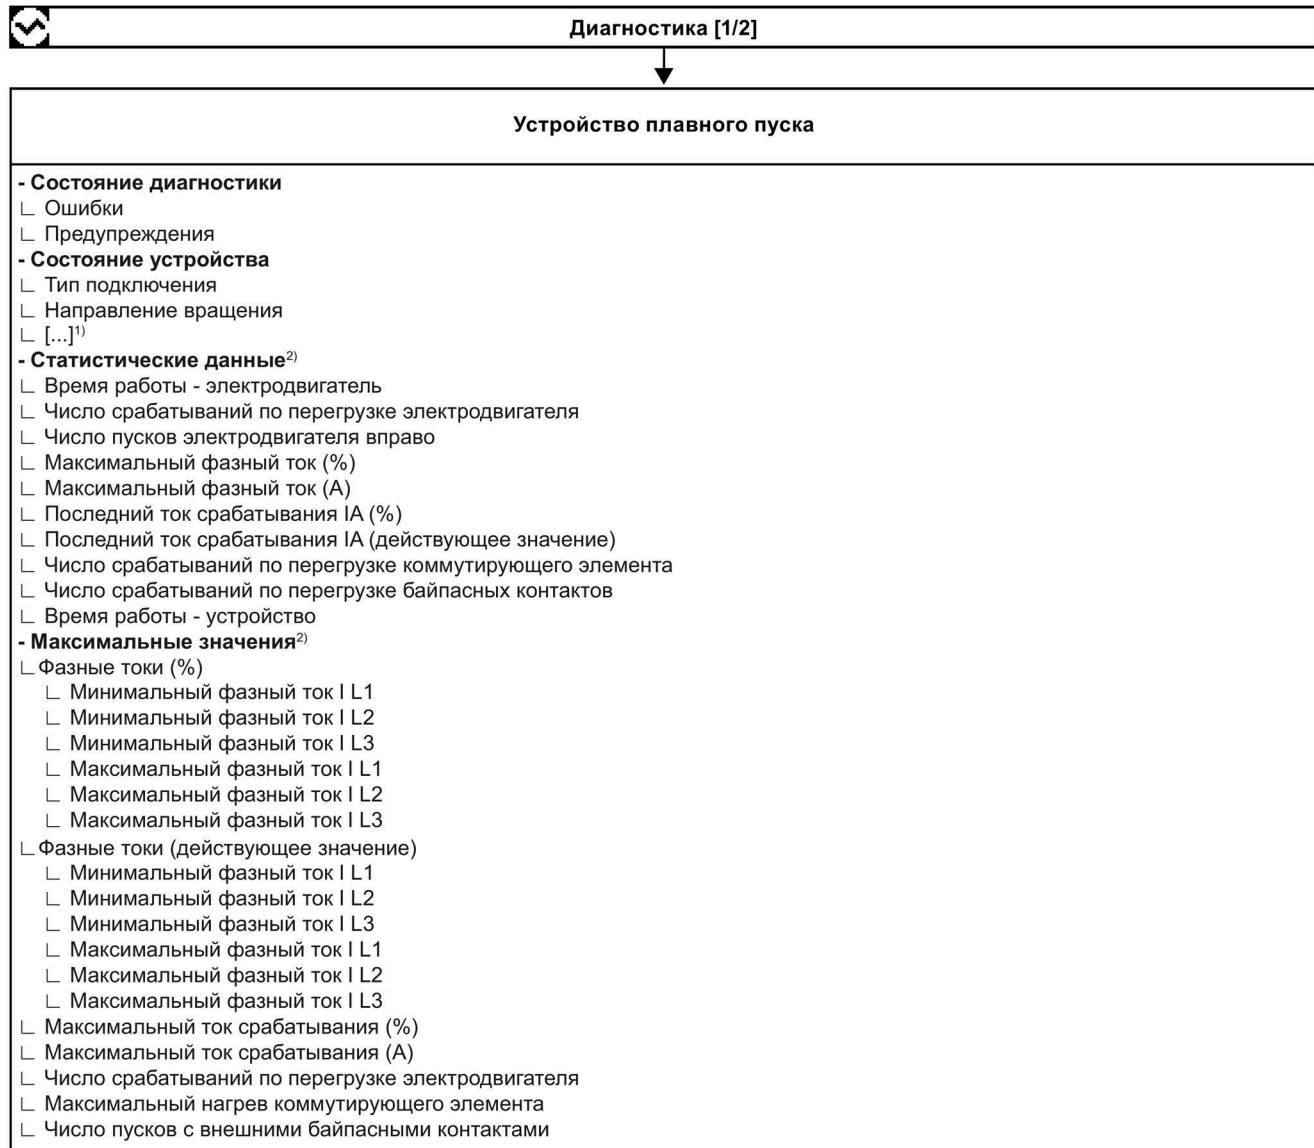 Диагностика [1/2]
Устройство плавного пуска
- Состояние диагностики
∟ Ошибки
∟ Предупреждения
- Состояние устройства
∟ Тип подключения
∟ Направление вращения
∟ [...]1)
- Статистические данные2)
∟ Время работы - электродвигатель
∟ Число срабатываний по перегрузке электродвигателя
∟ Число пусков электродвигателя вправо
∟ Максимальный фазный ток (%)
∟ Максимальный фазный ток (A)
∟ Последний ток срабатывания IA (%)
∟ Последний ток срабатывания IA (действующее значение)
∟ Число срабатываний по перегрузке коммутирующего элемента
∟ Число срабатываний по перегрузке байпасных контактов
∟ Время работы - устройство
- Максимальные значения2)
∟ Фазные токи (%)
∟ Минимальный фазный ток I L1
∟ Минимальный фазный ток I L2
∟ Минимальный фазный ток I L3
∟ Максимальный фазный ток I L1
∟ Максимальный фазный ток I L2
∟ Максимальный фазный ток I L3
∟ Фазные токи (действующее значение)
∟ Минимальный фазный ток I L1
∟ Минимальный фазный ток I L2
∟ Минимальный фазный ток I L3
∟ Максимальный фазный ток I L1
∟ Максимальный фазный ток I L2
∟ Максимальный фазный ток I L3
∟ Максимальный ток срабатывания (%)
∟ Максимальный ток срабатывания (A)
∟ Число срабатываний по перегрузке электродвигателя
∟ Максимальный нагрев коммутирующего элемента
∟ Число пусков с внешними байпасными контактами